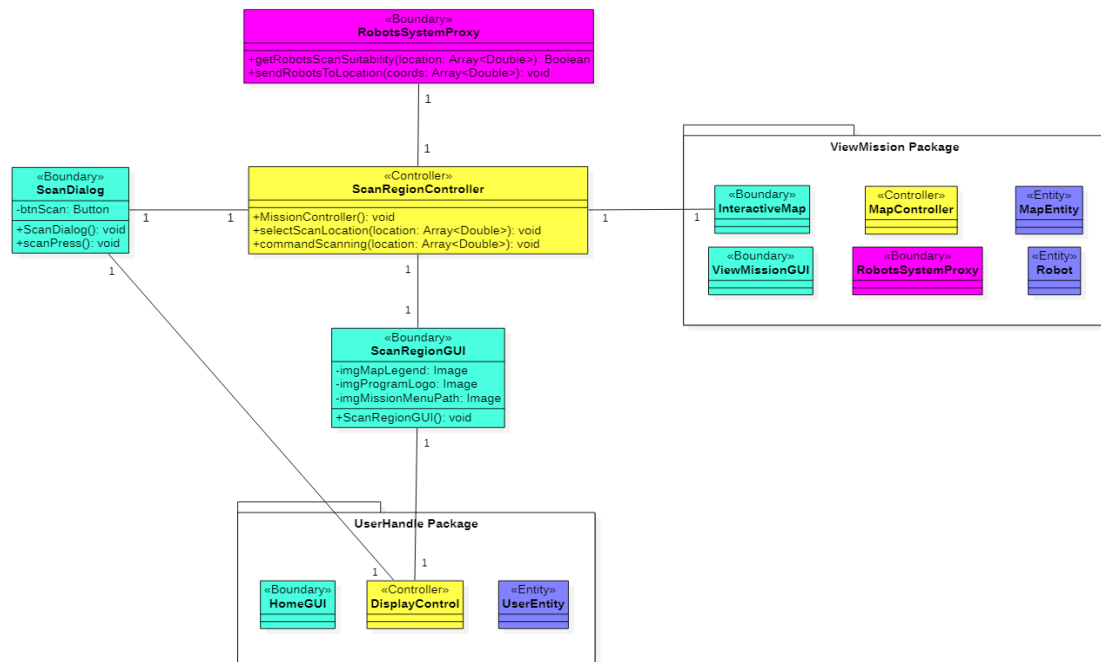 «Boundary»
RobotsSystemProxy
+getRobotsScanSuitability(location: Array<Double>): Boolean
+sendRobotsToLocation(coords: Array<Double>): void
1
1
«Boundary»
ScanDialog
-btnScan: Button
+ScanDialog(): void
+scanPress(): void
1
1
1
«Controller»
ScanRegionController
+MissionController(): void
+selectScanLocation(location: Array<Double>): void
+commandScanning(location: Array<Double>): void
1
1
ViewMission Package
«Boundary»
InteractiveMap
«Controller»
MapController
«Entity»
MapEntity
«Boundary»
ViewMissionGUI
«Boundary»
RobotsSystemProxy
«Entity»
Robot
1
1
«Boundary»
ScanRegionGUI
-imgMapLegend: Image
-imgProgramLogo: Image
-imgMissionMenuPath: Image
+ScanRegionGUI(): void
1
1
1
UserHandle Package
«Boundary»
HomeGUI
«Controller»
DisplayControl
«Entity»
UserEntity